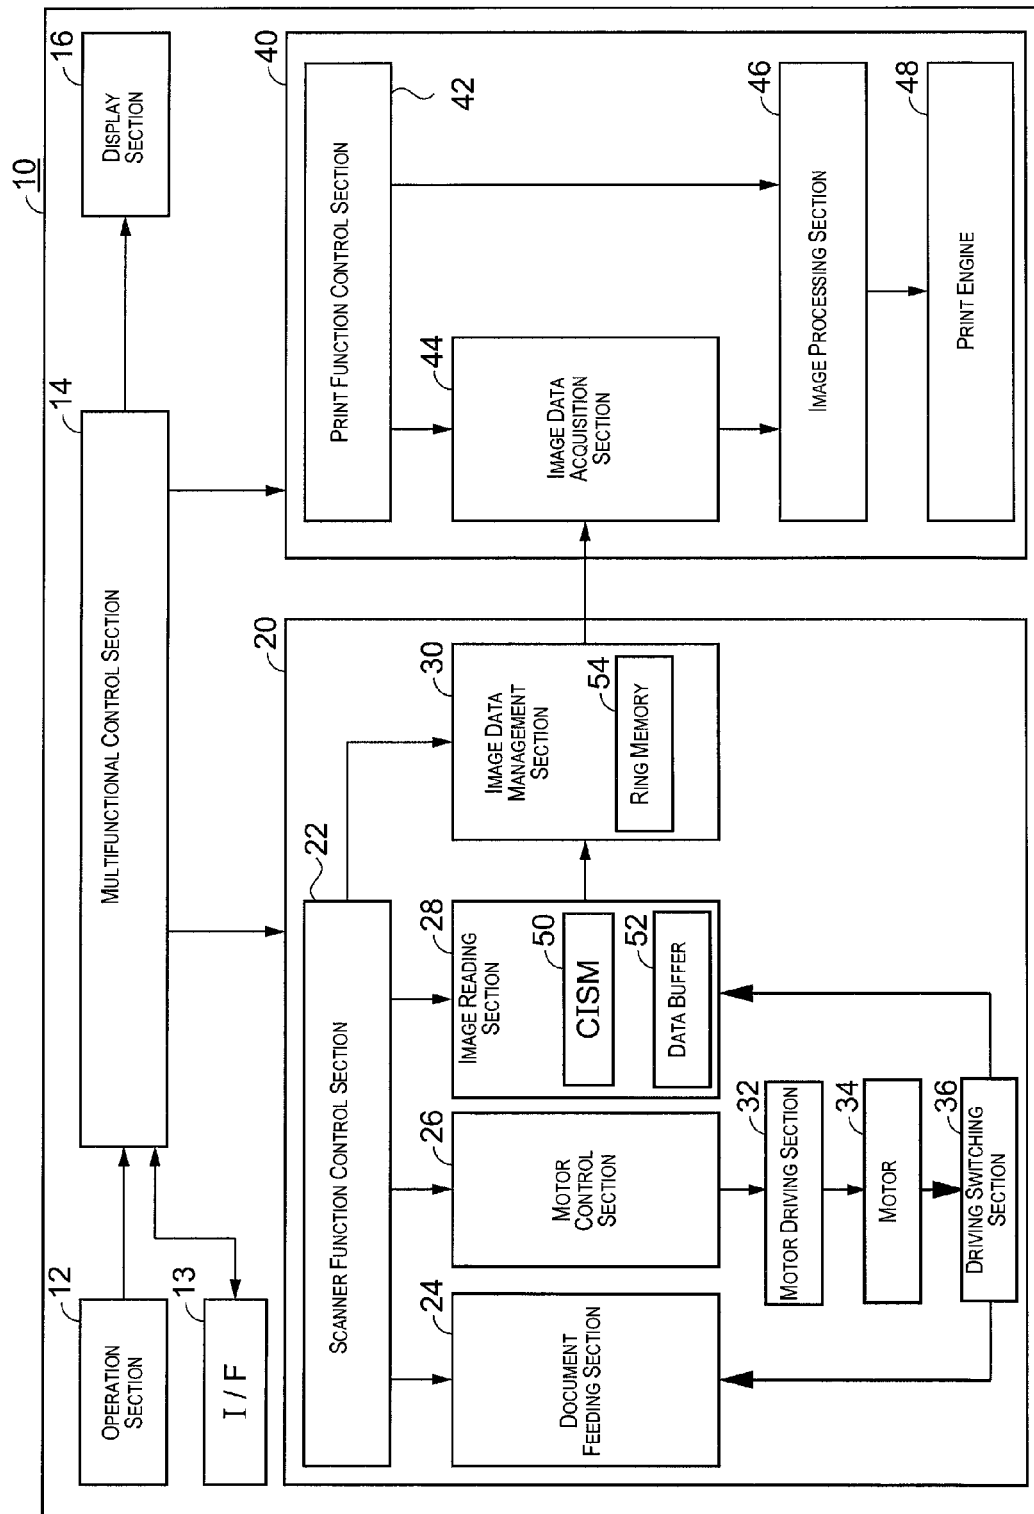 10
12
OPERATION
SECTION
13
I / F
14
MULTIFUNCTIONAL CONTROL SECTION
16
DISPLAY
SECTION
20
22
SCANNER FUNCTION CONTROL SECTION
24
DOCUMENT
FEEDING SECTION
26
MOTOR
CONTROL
SECTION
28
IMAGE READING
SECTION
50
CISM
52
DATA BUFFER
30
IMAGE DATA
MANAGEMENT
SECTION
54
RING MEMORY
32
MOTOR DRIVING SECTION
34
MOTOR
36
DRIVING SWITCHING
SECTION
40
PRINT FUNCTION CONTROL SECTION
42
44
IMAGE DATA
ACQUISITION
SECTION
46
IMAGE PROCESSING SECTION
48
PRINT ENGINE